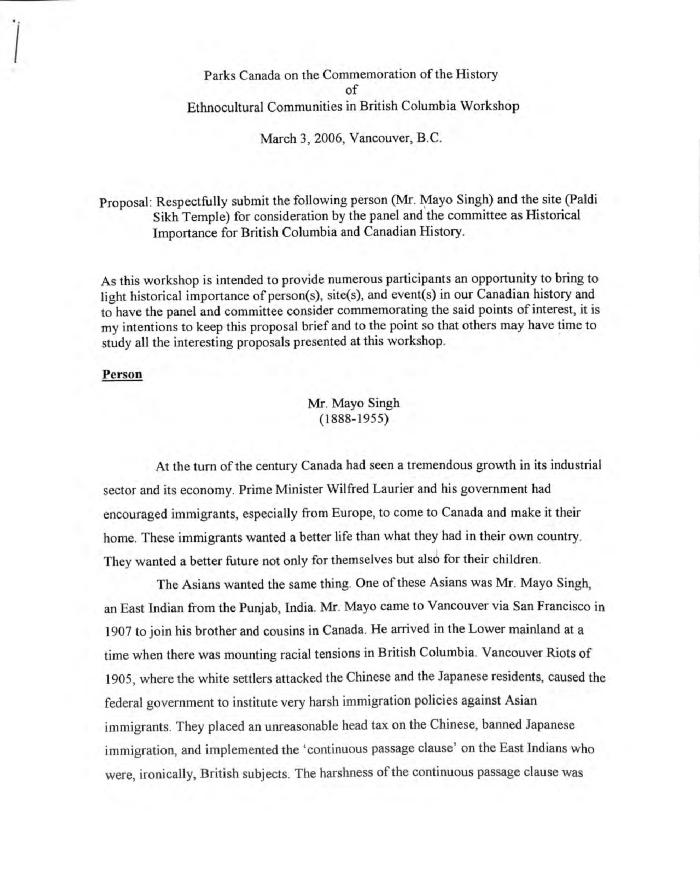 Parks Canada on the Commemoration of the History
of
Ethnocultural Communities in British Columbia Workshop
March 3, 2006, Vancouver, B.C.
Proposal: Respectfully submit the following person (Mr. Mayo Singh) and the site (Paldi
Sikh Temple) for consideration by the panel and the committee as Historical
Importance for British Columbia and Canadian History.
As this workshop is intended to provide numerous participants an opportunity to bring to
light historical importance of person(s), site(s), and event(s) in our Canadian history and
to have the panel and committee consider commemorating the said points of interest, it is
my intentions to keep this proposal brief and to the point so that others may have time to
study all the interesting proposals presented at this workshop.
Person
Mr. Mayo Singh
(1888-1955)
At the turn of the century Canada had seen a tremendous growth in its industrial
sector and its economy. Prime Minister Wilfred Laurier and his government had
encouraged immigrants, especially from Europe, to come to Canada and make it their
home. These immigrants wanted a better life than what they had in their own country.
They wanted a better future not only for themselves but also for their children.
The Asians wanted the same thing. One of these Asians was Mr. Mayo Singh,
an East Indian from the Punjab, India. Mr. Mayo came to Vancouver via San Francisco in
1907 to join his brother and cousins in Canada. He arrived in the Lower mainland at a
time when there was mounting racial tensions in British Columbia. Vancouver Riots of
1905, where the white settlers attacked the Chinese and the Japanese residents, caused the
federal government to institute very harsh immigration policies against Asian
immigrants. They placed an unreasonable head tax on the Chinese, banned Japanese
immigration, and implemented the 'continuous passage clause' on the East Indians who
were, ironically, British subjects. The harshness of the continuous passage clause was